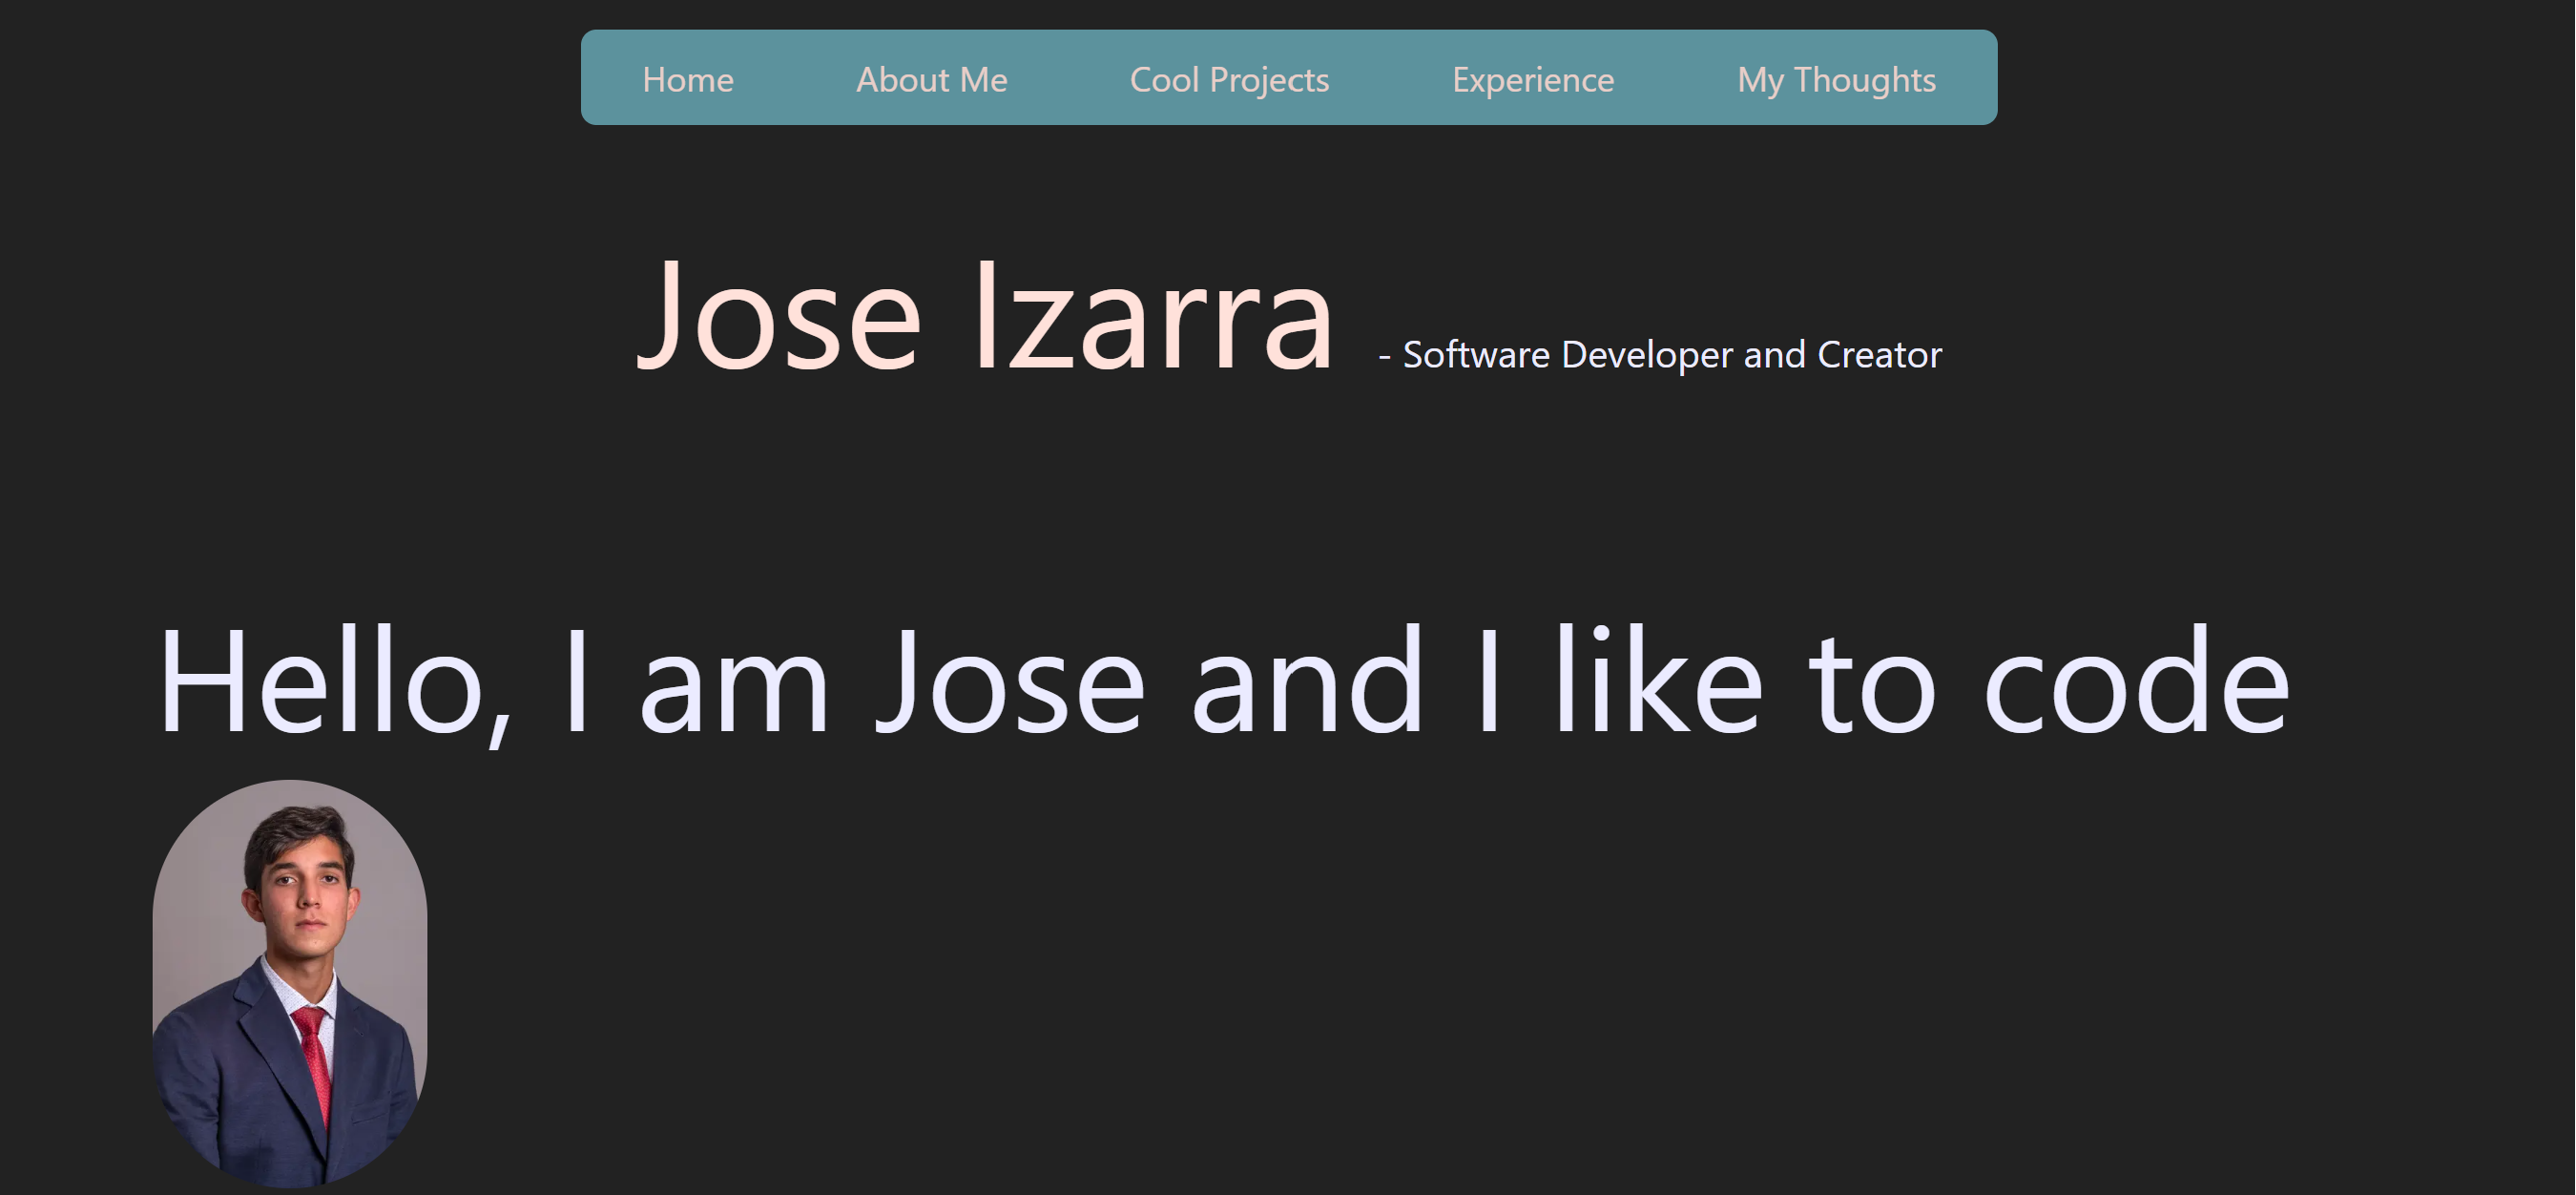 Home About Me Cool Projects Experience My Thoughts
Jose Izarra - Software Developer and Creator
Hello, I am Jose and I like to code